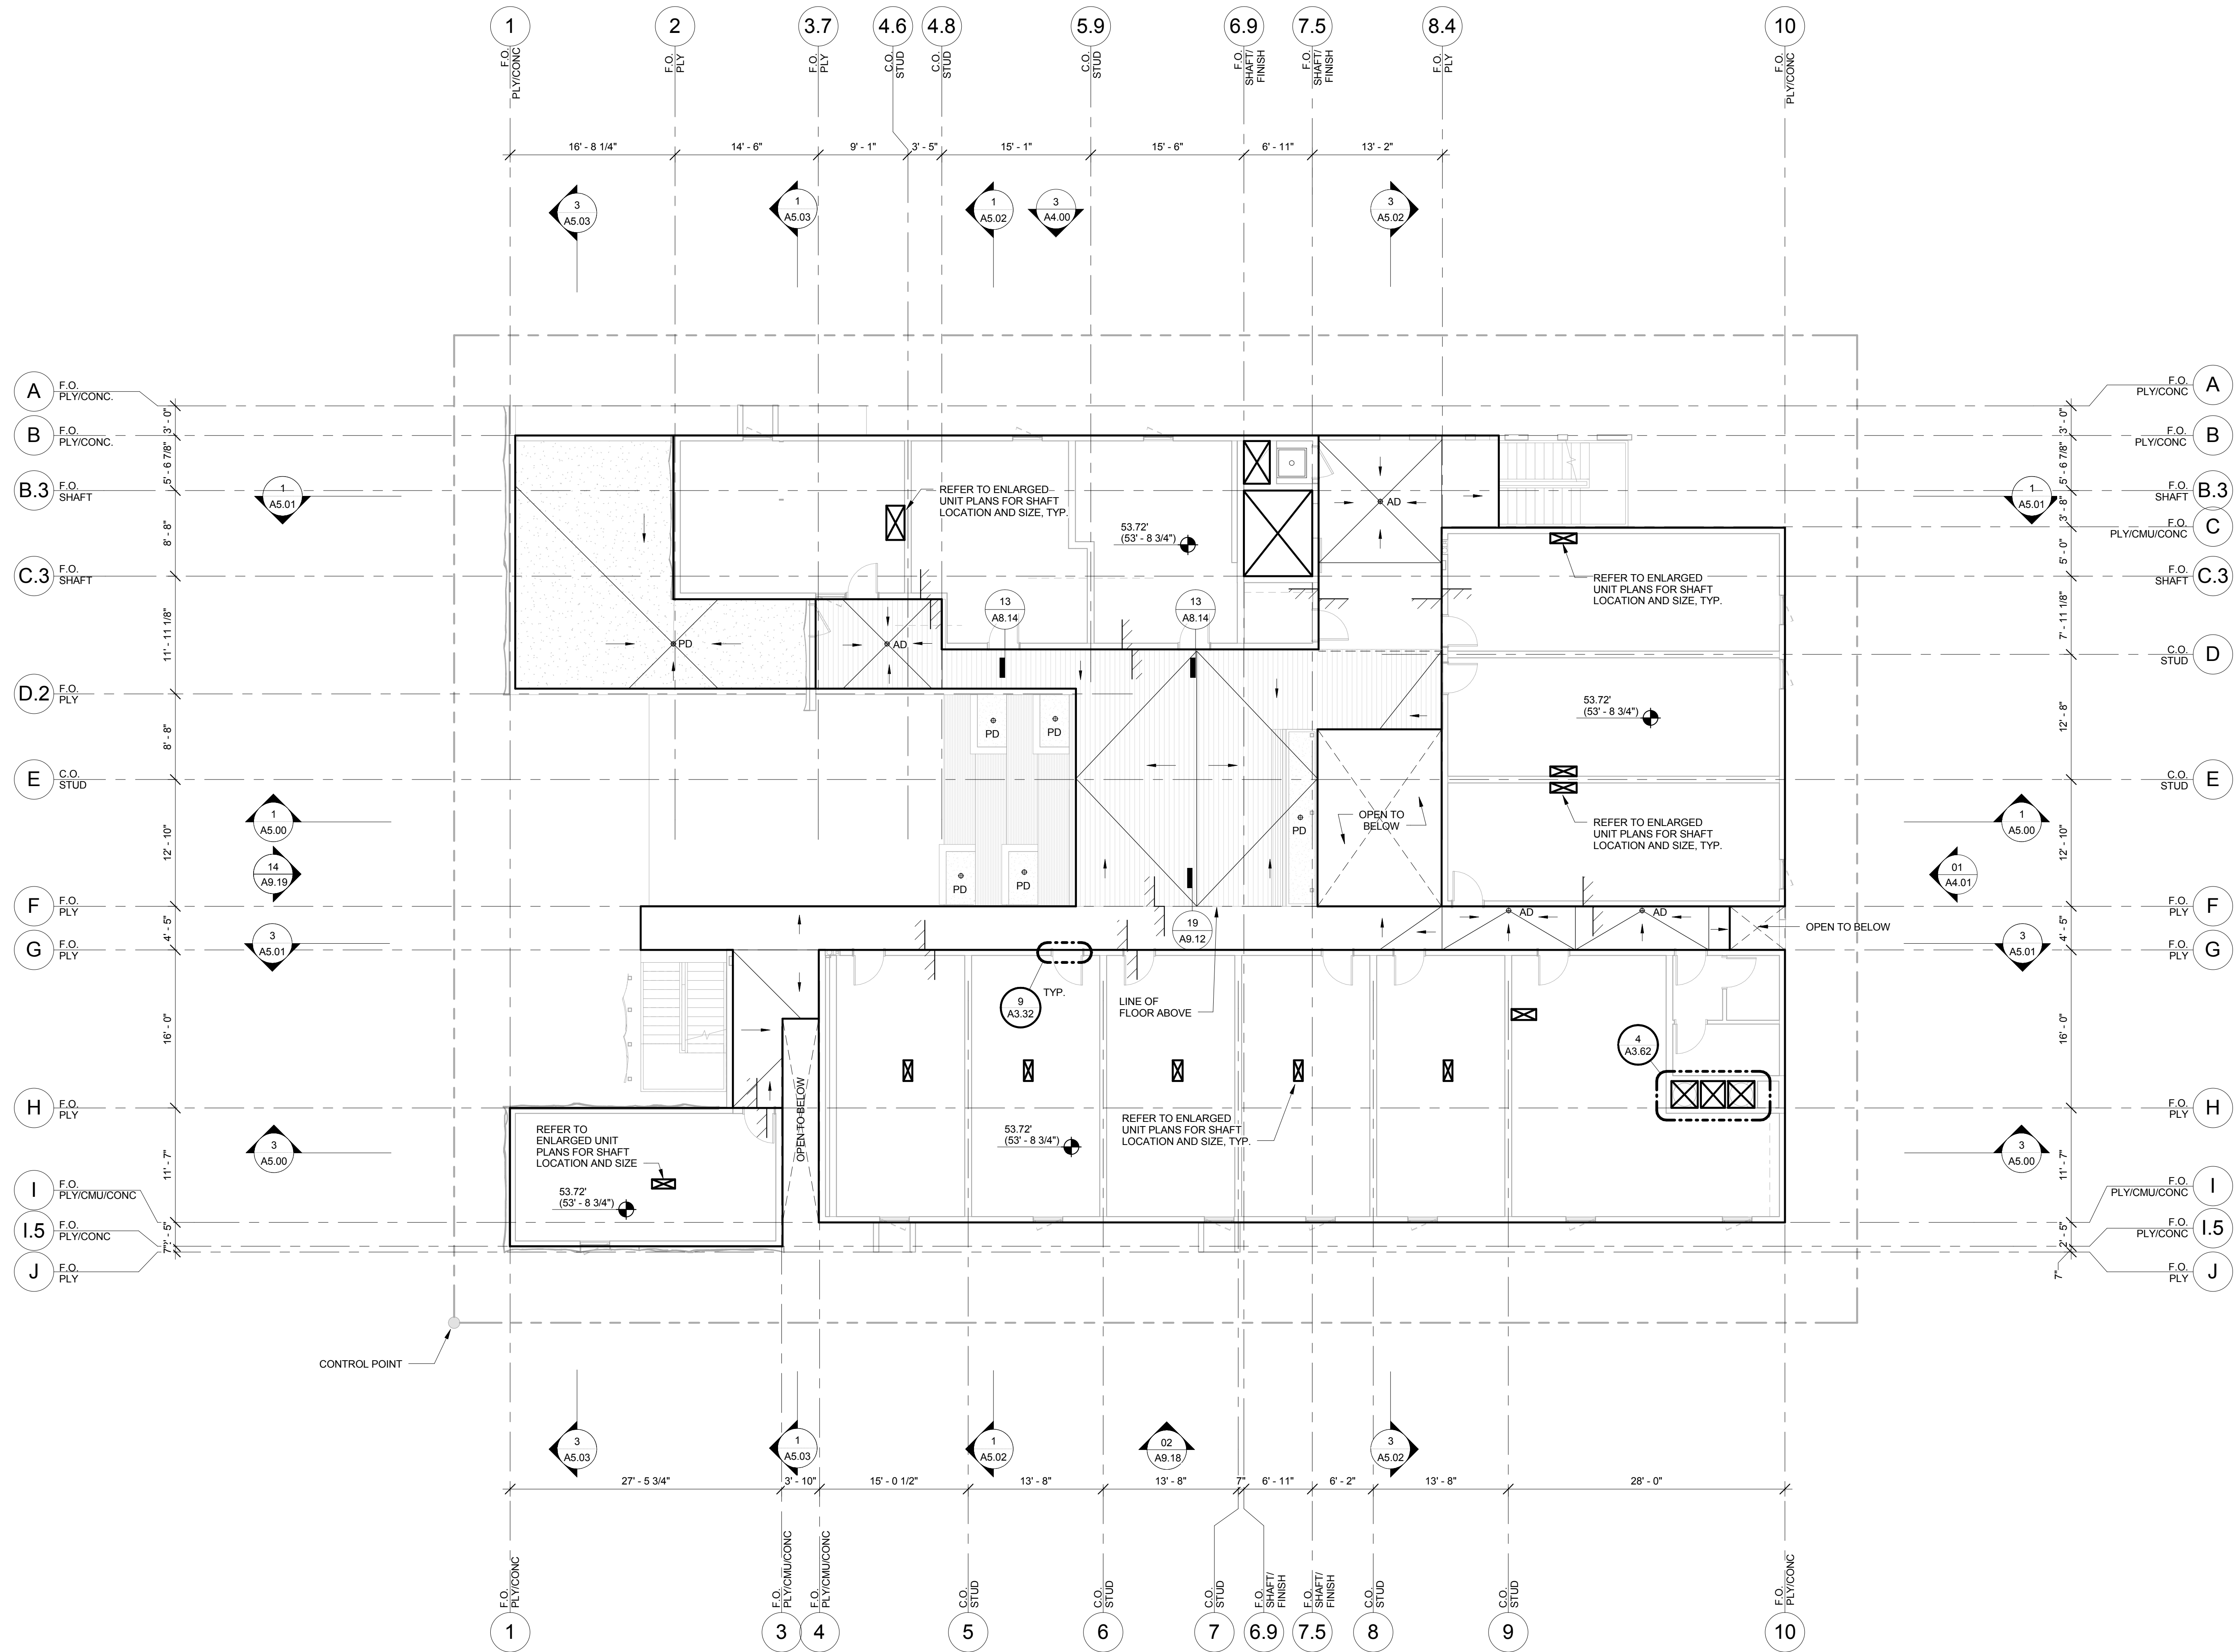 1
2
3.7
4.6
4.8
5.9
6.9
7.5
8.4
10
F.O.
PLY/CONC
F.O.
PLY
F.O.
PLY
C.O.
STUD
C.O.
STUD
C.O.
STUD
F.O.
SHAFT/
FINISH
F.O.
SHAFT/
FINISH
F.O.
PLY
F.O.
PLY/CONC
16' - 8 1/4"
14' - 6"
9' - 1"
3' - 5"
15' - 1"
15' - 6"
6' - 11"
13' - 2"
3
A5.03
1
A5.03
1
A5.02
3
A4.00
3
A5.02
A
F.O.
PLY/CONC.
B
F.O.
PLY/CONC.
B.3
F.O.
SHAFT
C.3
F.O.
SHAFT
D.2
F.O.
PLY
E
C.O.
STUD
F
F.O.
PLY
G
F.O.
PLY
H
F.O.
PLY
I
F.O.
PLY/CMU/CONC
I.5
F.O.
PLY/CONC
J
F.O.
PLY
3' - 0"
5' - 6 7/8"
8' - 8"
11' - 11 1/8"
8' - 8"
12' - 10"
4' - 5"
16' - 0"
11' - 7"
2' - 5"
7"
1
A5.01
1
A5.00
14
A9.19
3
A5.01
3
A5.00
REFER TO ENLARGED
UNIT PLANS FOR SHAFT
LOCATION AND SIZE, TYP.
53.72'
(53' - 8 3/4")
AD
REFER TO ENLARGED
UNIT PLANS FOR SHAFT
LOCATION AND SIZE, TYP.
13
A8.14
13
A8.14
PD
AD
53.72'
(53' - 8 3/4")
PD
PD
PD
OPEN TO
BELOW
REFER TO ENLARGED
UNIT PLANS FOR SHAFT
LOCATION AND SIZE, TYP.
PD
PD
19
A9.12
AD
AD
OPEN TO BELOW
9
A3.32
TYP.
LINE OF
FLOOR ABOVE
4
A3.62
OPEN TO BELOW
REFER TO
ENLARGED UNIT
PLANS FOR SHAFT
LOCATION AND SIZE
53.72'
(53' - 8 3/4")
53.72'
(53' - 8 3/4")
REFER TO ENLARGED
UNIT PLANS FOR SHAFT
LOCATION AND SIZE, TYP.
CONTROL POINT
1
A5.01
1
A5.00
01
A4.01
3
A5.01
3
A5.00
3' - 0"
5' - 6 7/8"
3' - 8"
5' - 0"
7' - 11 1/8"
12' - 8"
12' - 10"
4' - 5"
16' - 0"
11' - 7"
2' - 5"
7"
F.O.
PLY/CONC
A
F.O.
PLY/CONC
B
F.O.
SHAFT
B.3
F.O.
PLY/CMU/CONC
C
F.O.
SHAFT
C.3
C.O.
STUD
D
C.O.
STUD
E
F.O.
PLY
F
F.O.
PLY
G
F.O.
PLY
H
F.O.
PLY/CMU/CONC
I
F.O.
PLY/CONC
I.5
F.O.
PLY
J
3
A5.03
1
A5.03
1
A5.02
02
A9.18
3
A5.02
27' - 5 3/4"
3' - 10"
15' - 0 1/2"
13' - 8"
13' - 8"
7"
6' - 11"
6' - 2"
13' - 8"
28' - 0"
F.O.
PLY/CONC
F.O.
PLY/CMU/CONC
F.O.
PLY/CMU/CONC
C.O.
STUD
C.O.
STUD
C.O.
STUD
F.O.
SHAFT/
FINISH
F.O.
SHAFT/
FINISH
C.O.
STUD
C.O.
STUD
F.O.
PLY/CONC
1
3
4
5
6
7
6.9
7.5
8
9
10